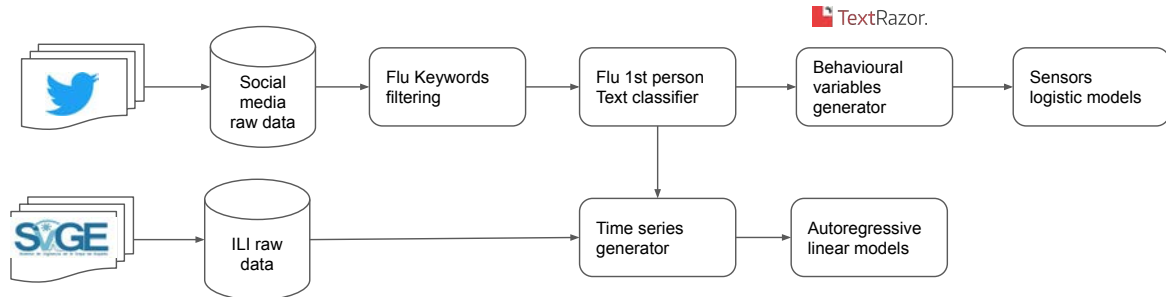 TextRazor.
Social
media
raw data
Flu Keywords
filtering
Flu 1st person
Text classifier
Behavioural
variables
generator
Sensors
logistic models
SVGE
ILI raw
data
Time series
generator
Autoregressive
linear models